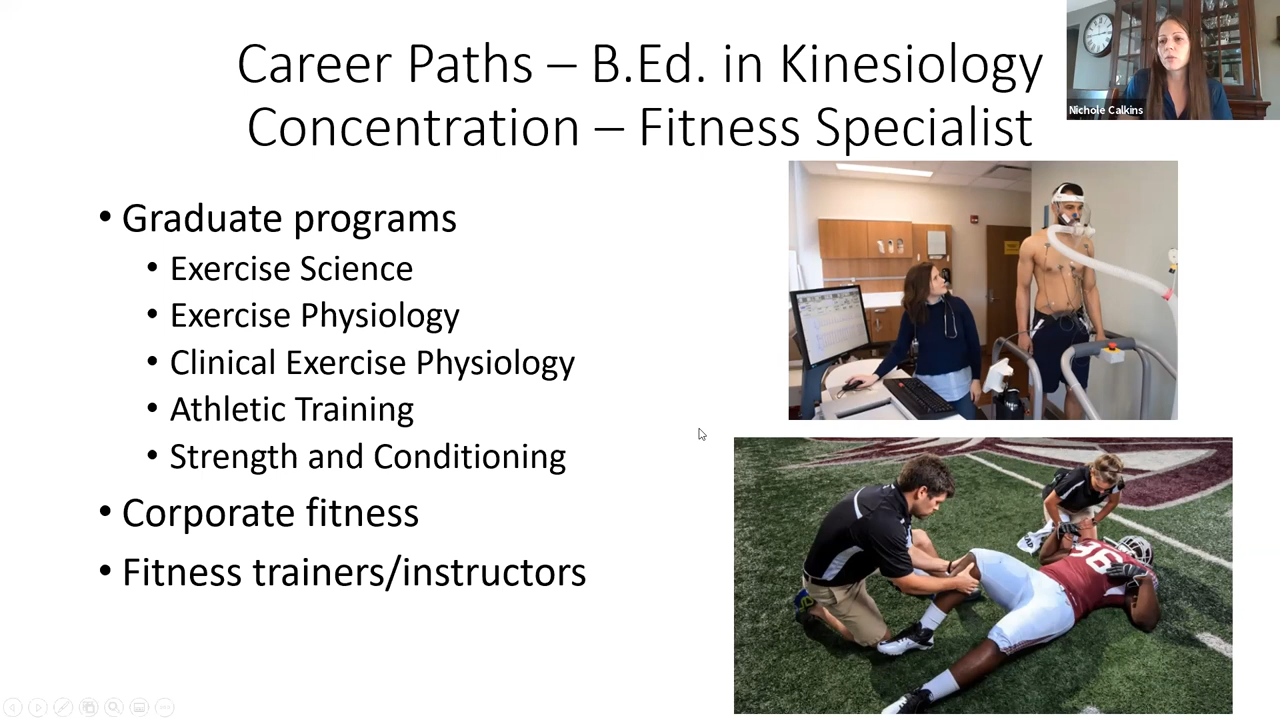 Career Paths – B.Ed. in Kinesiology
Concentration – Fitness Specialist
Nichole Calkins
• Graduate programs
• Exercise Science
• Exercise Physiology
• Clinical Exercise Physiology
• Athletic Training
• Strength and Conditioning
• Corporate fitness
• Fitness trainers/instructors
96